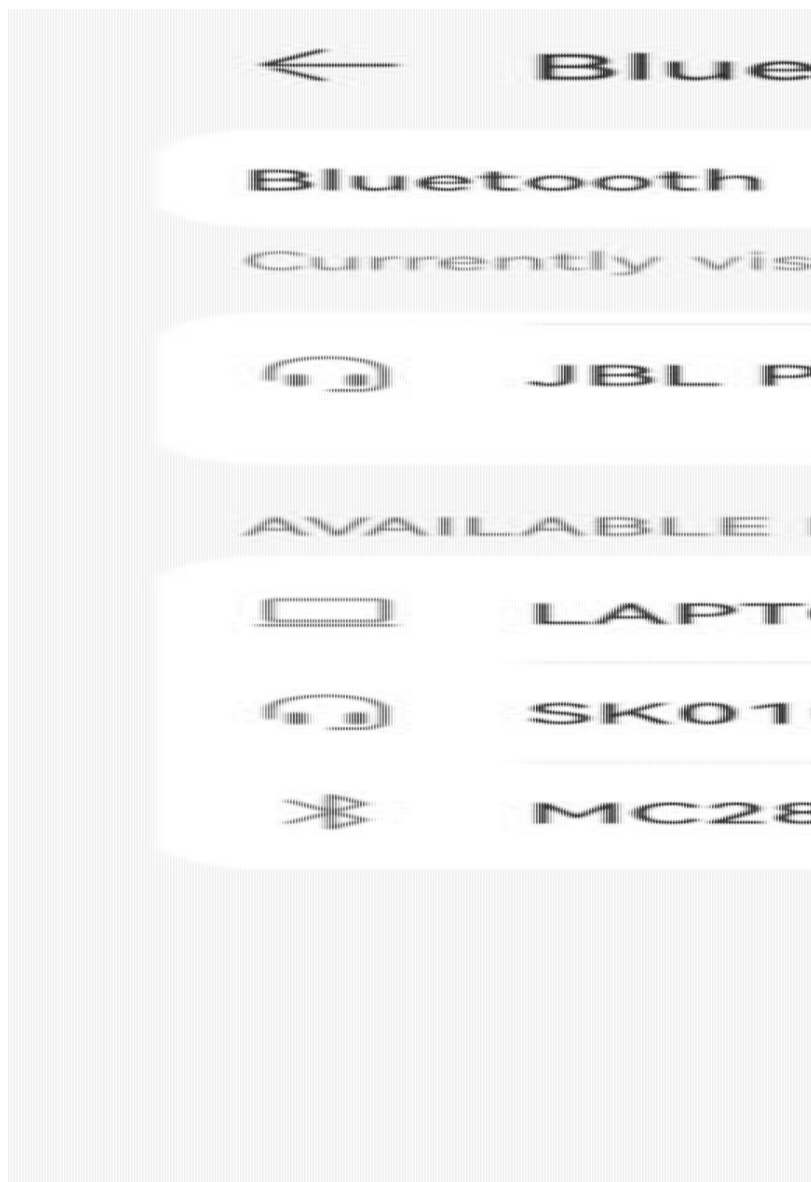 Blue
Bluetooth
Currently vis
JBL P
AVAILABLE
LAPT
SK01
MC28